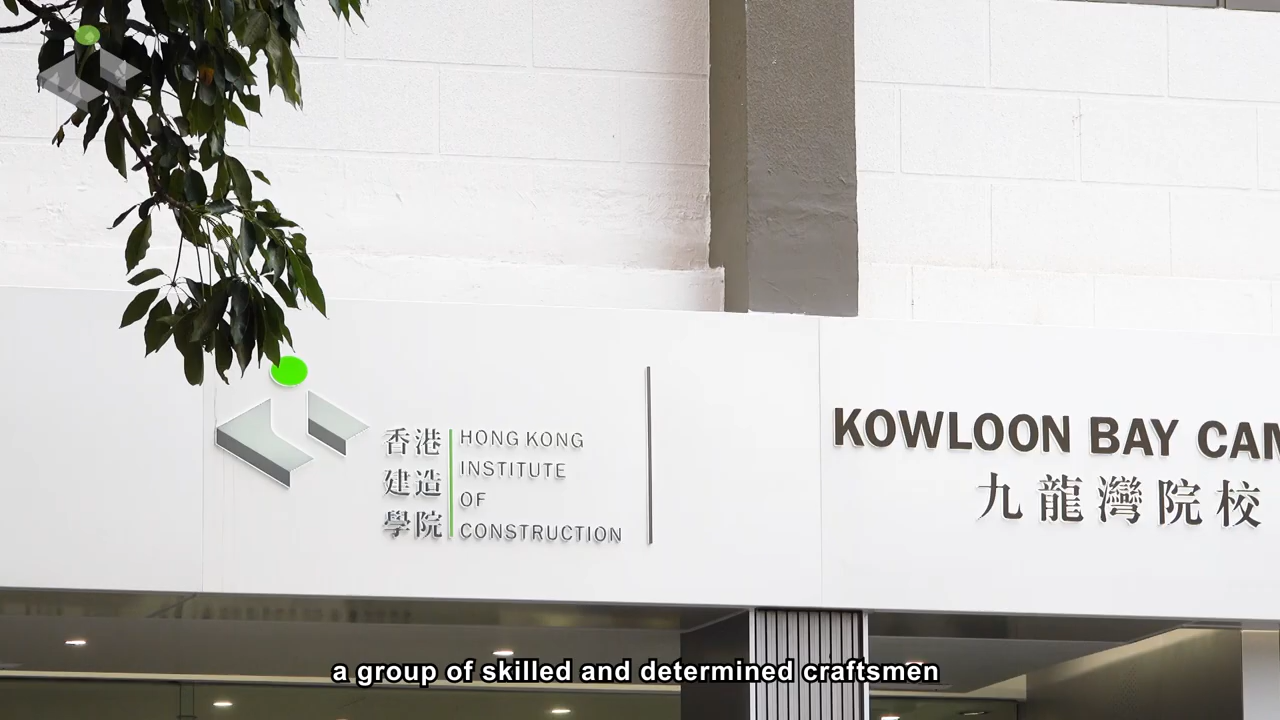 香港
建造
學院
HONG KONG
INSTITUTE
OF
CONSTRUCTION
KOWLOON BAY
九龍灣院校
a group of skilled and determined craftsmen